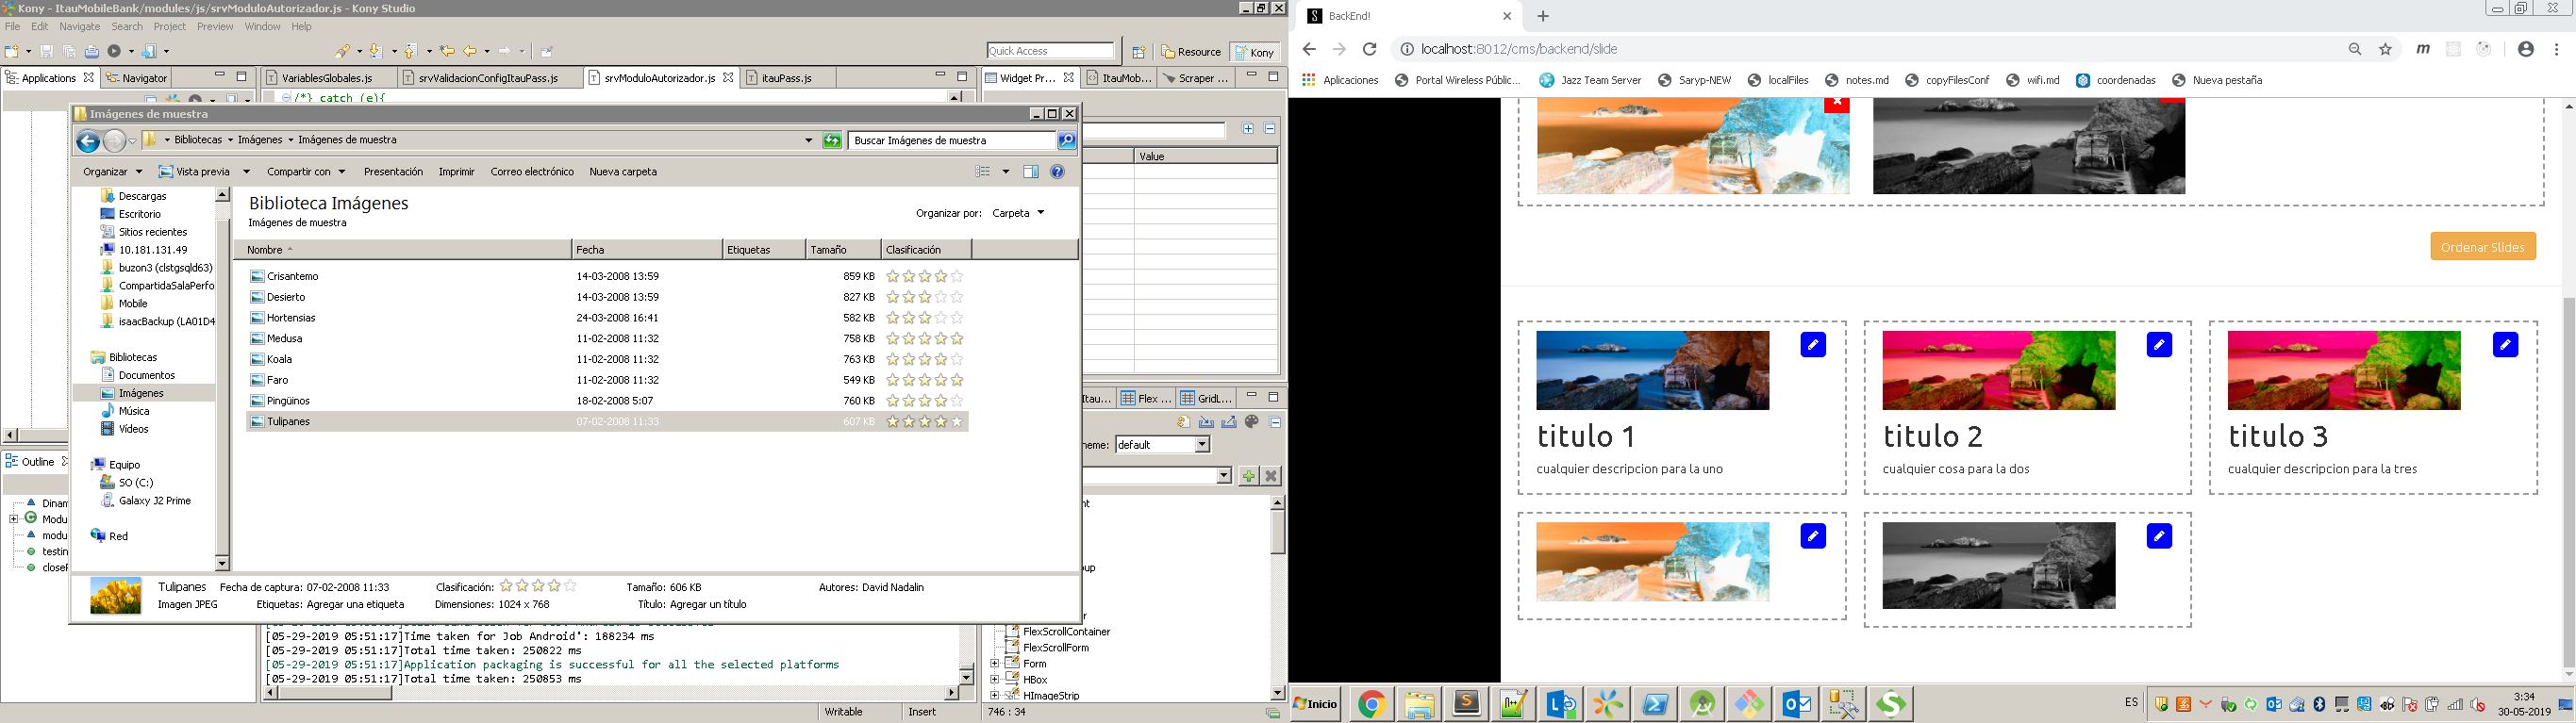 Kony - ItauMobileBank/modules/js/srvModuloAutorizador.js - Kony Studio
File Edit Navigate Search Project Preview Window Help
Quick Access
Resource
Kony
Applications
Navigator
VariablesGlobales.js
srvValidacionConfigItauPass.js
srvModuloAutorizador.js
itauPass.js
Widget Pr...
ItauMob...
Scraper ...
/*} catch (e){
Value
Itau...
Flex ...
GridL...
heme:
default
Outline
Dinam
Modu
modu
testin
closeF
FlexScrollContainer
FlexScrollForm
Form
HBox
HImageStrip
[05-29-2019 05:51:17]Time taken for Job Android': 188234 ms
[05-29-2019 05:51:17]Total time taken: 250822 ms
[05-29-2019 05:51:17]Application packaging is successful for all the selected platforms
[05-29-2019 05:51:17]Total time taken: 250853 ms
Writable
Insert
746 : 34
Imágenes de muestra
Bibliotecas
Imágenes
Imágenes de muestra
Buscar Imágenes de muestra
Organizar
Vista previa
Compartir con
Presentación
Imprimir
Correo electrónico
Nueva carpeta
Descargas
Escritorio
Sitios recientes
10.181.131.49
buzon3 (clstgsqld63)
CompartidaSalaPerfo
Mobile
isaacBackup (LA01D4
Bibliotecas
Documentos
Imágenes
Música
Vídeos
Equipo
SO (C:)
Galaxy J2 Prime
Red
Biblioteca Imágenes
Imágenes de muestra
Organizar por: Carpeta
Nombre Fecha Etiquetas Tamaño Clasificación
Crisantemo 14-03-2008 13:59 859 KB
Desierto 14-03-2008 13:59 827 KB
Hortensias 24-03-2008 16:41 582 KB
Medusa 11-02-2008 11:32 758 KB
Koala 11-02-2008 11:32 763 KB
Faro 11-02-2008 11:32 549 KB
Pingüinos 18-02-2008 5:07 760 KB
Tulipanes 07-02-2008 11:33 607 KB
Tulipanes Fecha de captura: 07-02-2008 11:33 Clasificación: Tamaño: 606 KB Autores: David Nadalin
Imagen JPEG Etiquetas: Agregar una etiqueta Dimensiones: 1024 x 768 Título: Agregar un título
BackEnd!
localhost:8012/cms/backend/slide
Aplicaciones
Portal Wireless Públic...
Jazz Team Server
Saryp-NEW
localFiles
notes.md
copyFilesConf
wifi.md
coordenadas
Nueva pestaña
Ordenar Slides
titulo 1
cualquier descripcion para la uno
titulo 2
cualquier cosa para la dos
titulo 3
cualquier descripcion para la tres
Inicio
ES
3:34
30-05-2019